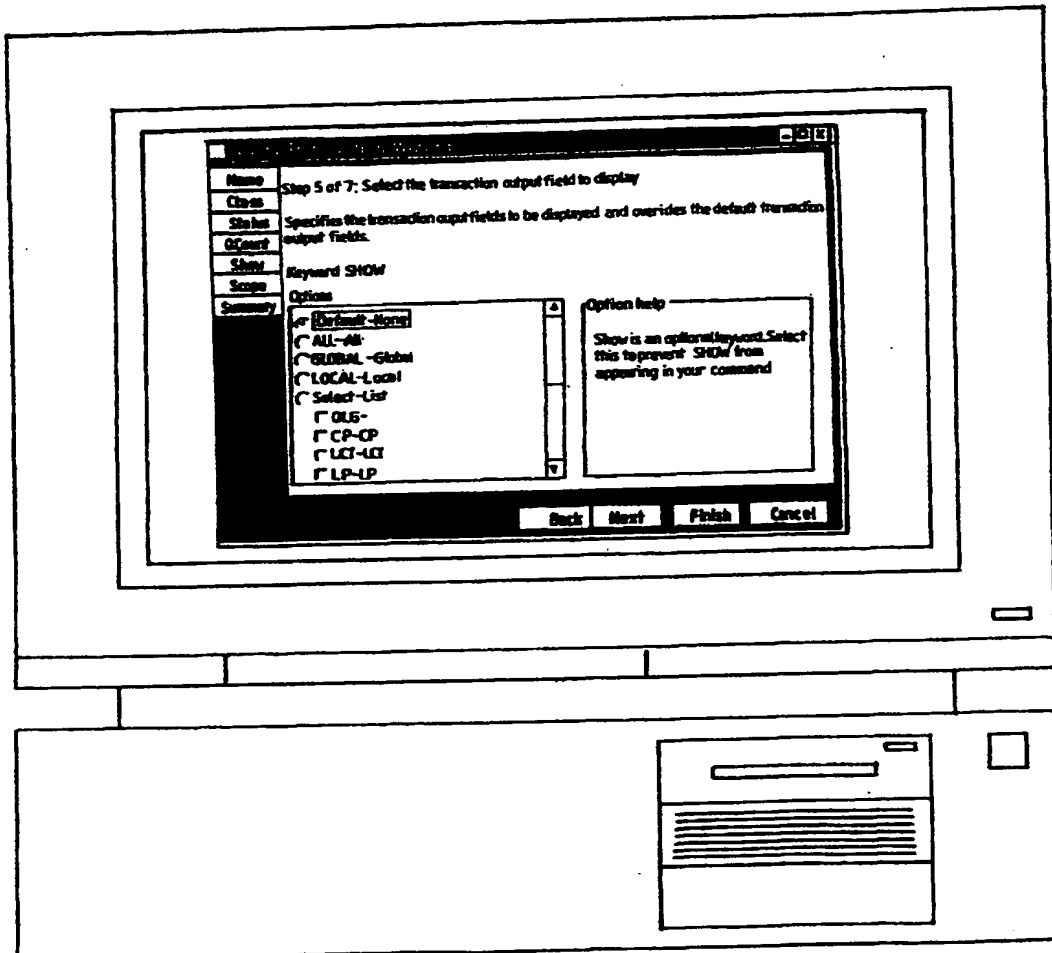 Name
Class
Status
QCount
Show
Scope
Summary
Step 5 of 7: Select the transaction output field to display
Specifies the transaction ouput fields to be displayed and overrides the default transaction
output fields.
Keyword SHOW
Options
Default-None
ALL-All
GLOBAL-Global
LOCAL-Local
Select-List
CP-CP
LCT-LCT
LP-LP
Option help
Show is an optional keyword.Select
this to prevent SHOW from
appearing in your command
Back Next Finish Cancel